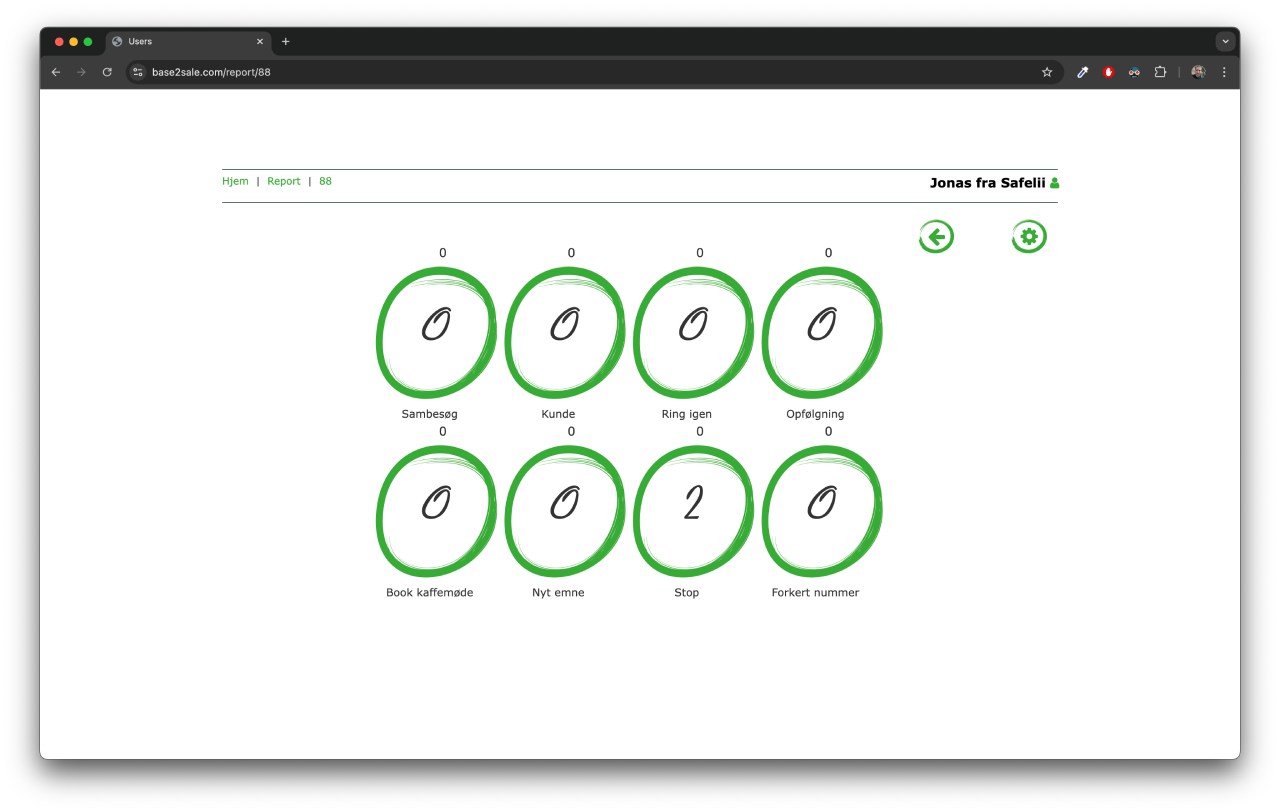 Users
base2sale.com/report/88
Hjem | Report | 88
Jonas fra Safelii
0 0 0 0
0 0 0 0
Sambesøg Kunde Ring igen Opfølgning
0 0 0 0
0 0 2 0
Book kaffemøde Nyt emne Stop Forkert nummer